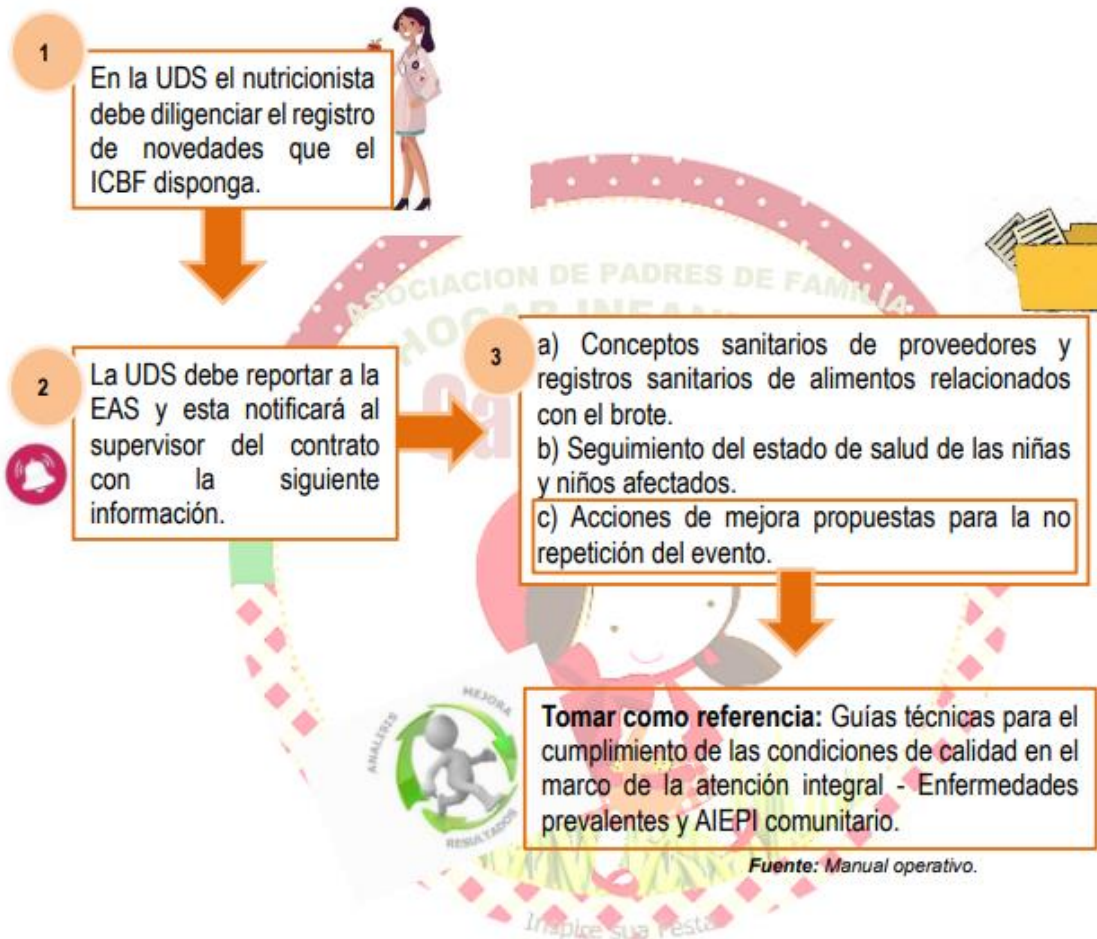 1
En la UDS el nutricionista
debe diligenciar el registro
de novedades que el
ICBF disponga.
2
La UDS debe reportar a la
EAS y esta notificará al
supervisor del contrato
con la siguiente
información.
3
a) Conceptos sanitarios de proveedores y
registros sanitarios de alimentos relacionados
con el brote.
b) Seguimiento del estado de salud de las niñas
y niños afectados.
c) Acciones de mejora propuestas para la no
repetición del evento.
ASOCIACION DE PADRES DE FAMILIA
HOGAR
ANALISIS
MEJORA
RESULTADOS
Tomar como referencia: Guías técnicas para el
cumplimiento de las condiciones de calidad en el
marco de la atención integral - Enfermedades
prevalentes y AIEPI comunitario.
Fuente: Manual operativo.
Inspire sua festa